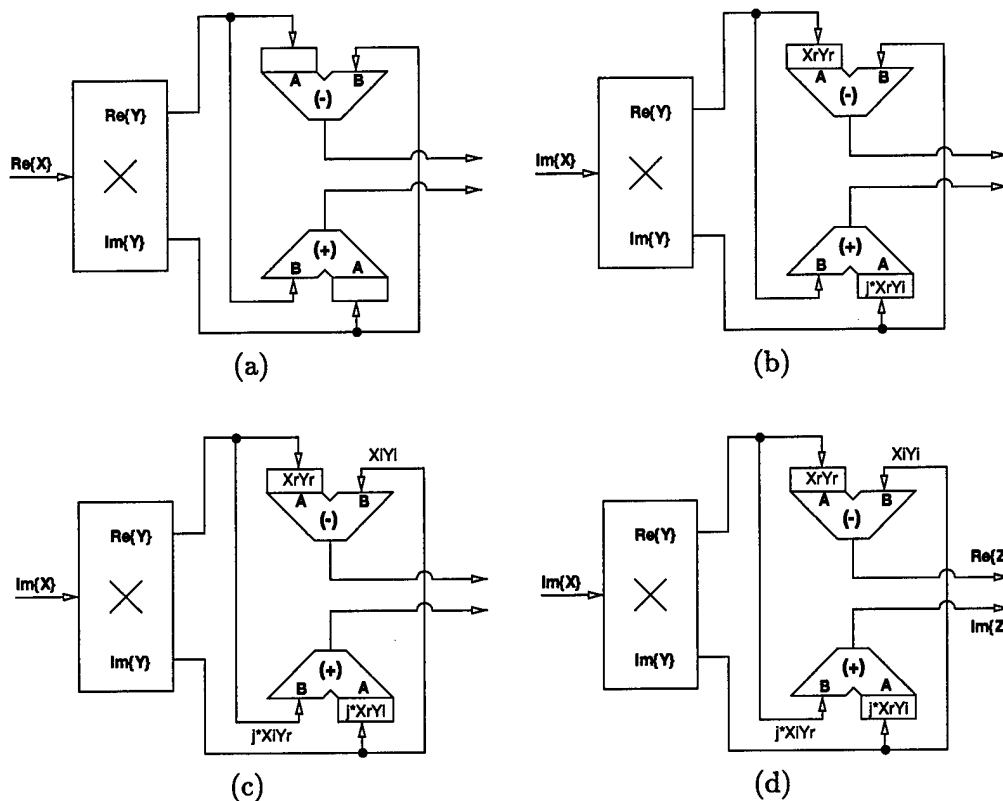 A
B
(-)
Re{Y}
Re{X}
Im{Y}
(+)
B
A
(a)
XrYr
A
B
(-)
Re{Y}
Im{X}
Im{Y}
(+)
B
A
j*XrYi
(b)
XiYi
XrYr
A
B
(-)
Re{Y}
Im{X}
Im{Y}
(+)
B
A
j*XrYi
j*XiYr
(c)
XiYi
XrYr
A
B
(-)
Re{Y}
Re{Z
Im{X}
Im{Z
Im{Y}
(+)
B
A
j*XrYi
j*XiYr
(d)